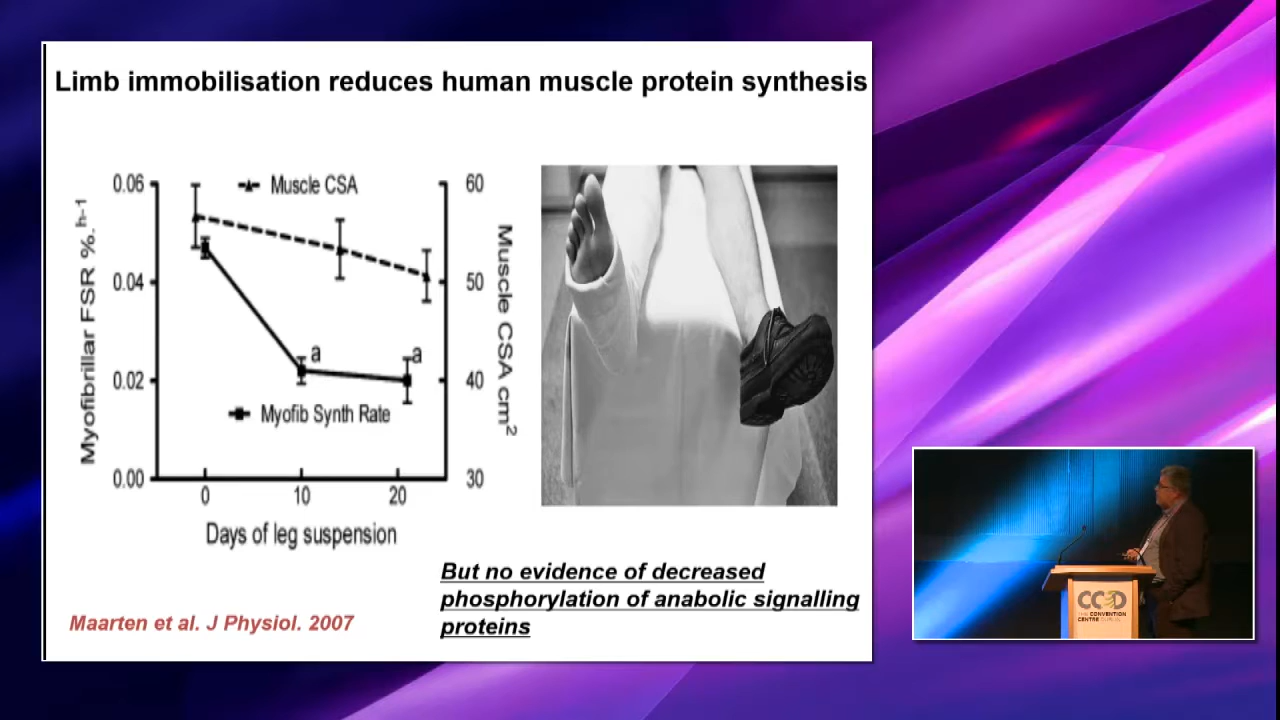 Limb immobilisation reduces human muscle protein synthesis
Myofibrillar FSR %.h-1
0.06
0.04
0.02
0.00
Muscle CSA
a
a
Myofib Synth Rate
60
50
40
30
Muscle CSA cm2
0 10 20
Days of leg suspension
But no evidence of decreased
phosphorylation of anabolic signalling
proteins
Maarten et al. J Physiol. 2007
CCD
THE CONVENTION
CENTRE DUBLIN